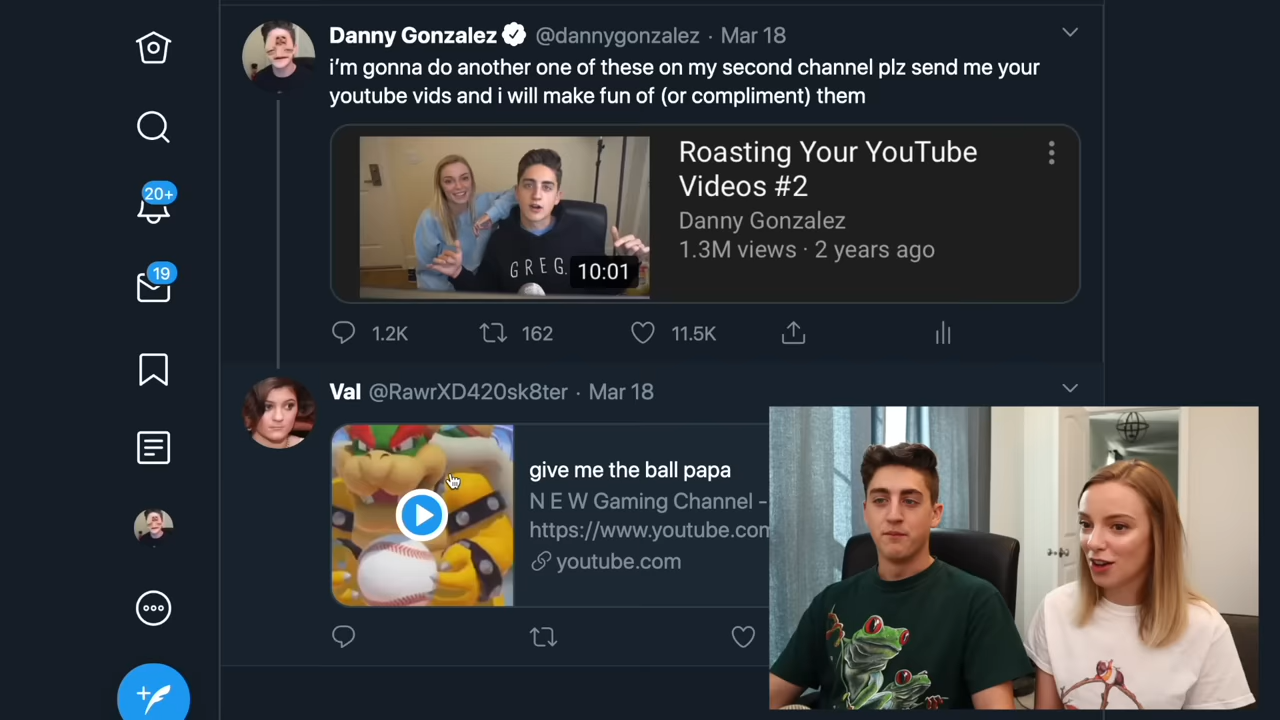 Danny Gonzalez @dannygonzalez · Mar 18
i'm gonna do another one of these on my second channel plz send me your
youtube vids and i will make fun of (or compliment) them
Roasting Your YouTube
Videos #2
Danny Gonzalez
1.3M views · 2 years ago
GREG.
10:01
1.2K 162 11.5K
20+
19
Val @RawrXD420sk8ter · Mar 18
give me the ball papa
N E W Gaming Channel -
https://www.youtube.com
youtube.com